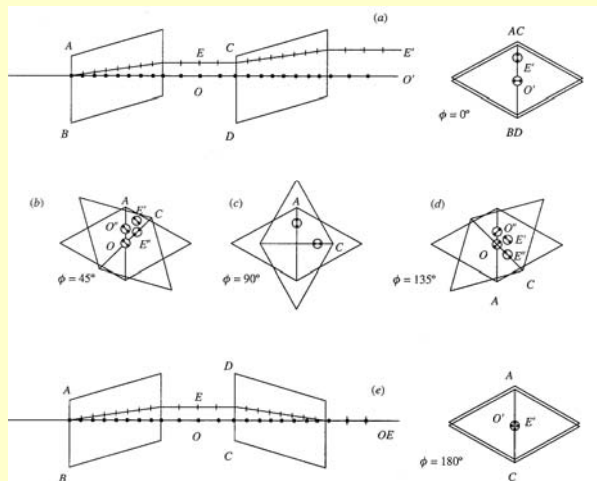 (a)
A
E
C
E'
O
O'
B
D
AC
E'
O'
ϕ = 0°
BD
(b)
A
E'
C
O"
O
E"
ϕ = 45°
(c)
A
C
ϕ = 90°
(d)
O"
O
E'
E"
ϕ = 135°
A
C
(e)
A
D
E
O
OE
B
C
A
O'
E'
ϕ = 180°
C